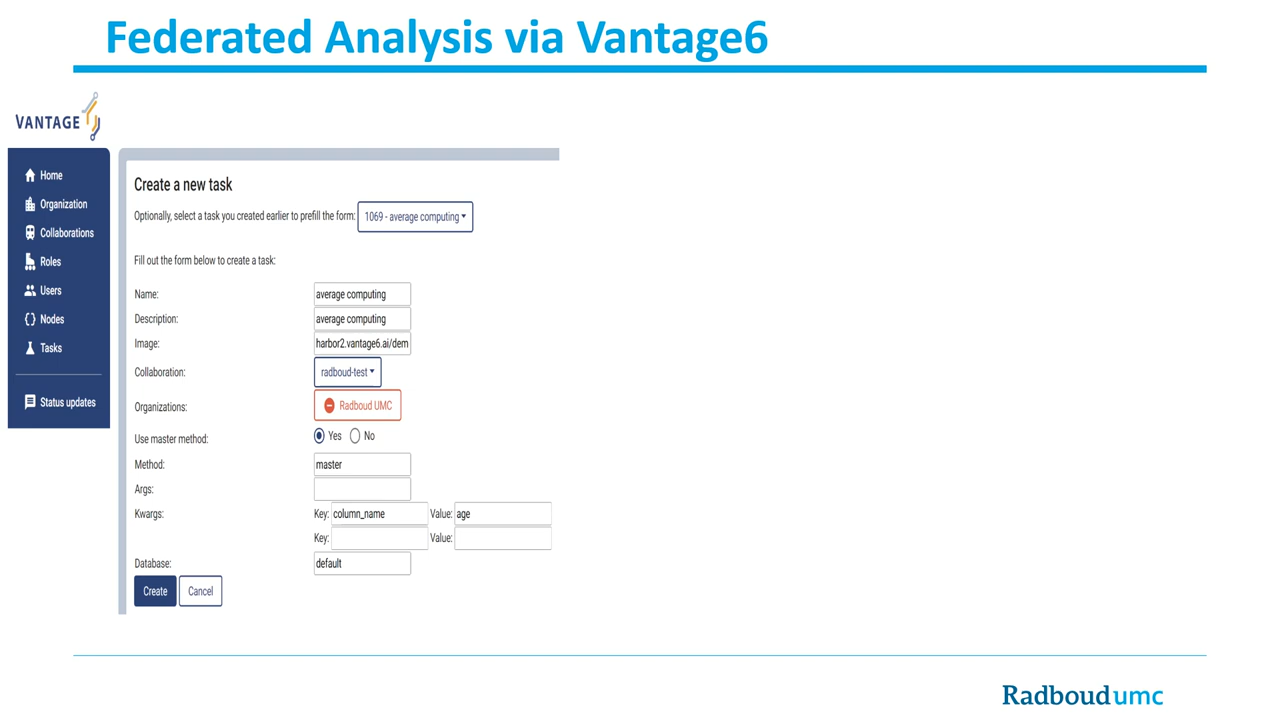 Federated Analysis via Vantage6
VANTAGE
Home
Organization
Collaborations
Roles
Users
Nodes
Tasks
Status updates
Create a new task
Optionally, select a task you created earlier to prefill the form: 1069 - average computing
Fill out the form below to create a task:
Name: average computing
Description: average computing
Image: harbor2.vantage6.ai/dem
Collaboration: radboud-test
Organizations: Radboud UMC
Use master method: Yes No
Method: master
Args:
Kwargs: Key: column_name Value: age
Key: Value:
Database: default
Create Cancel
Radboudumc